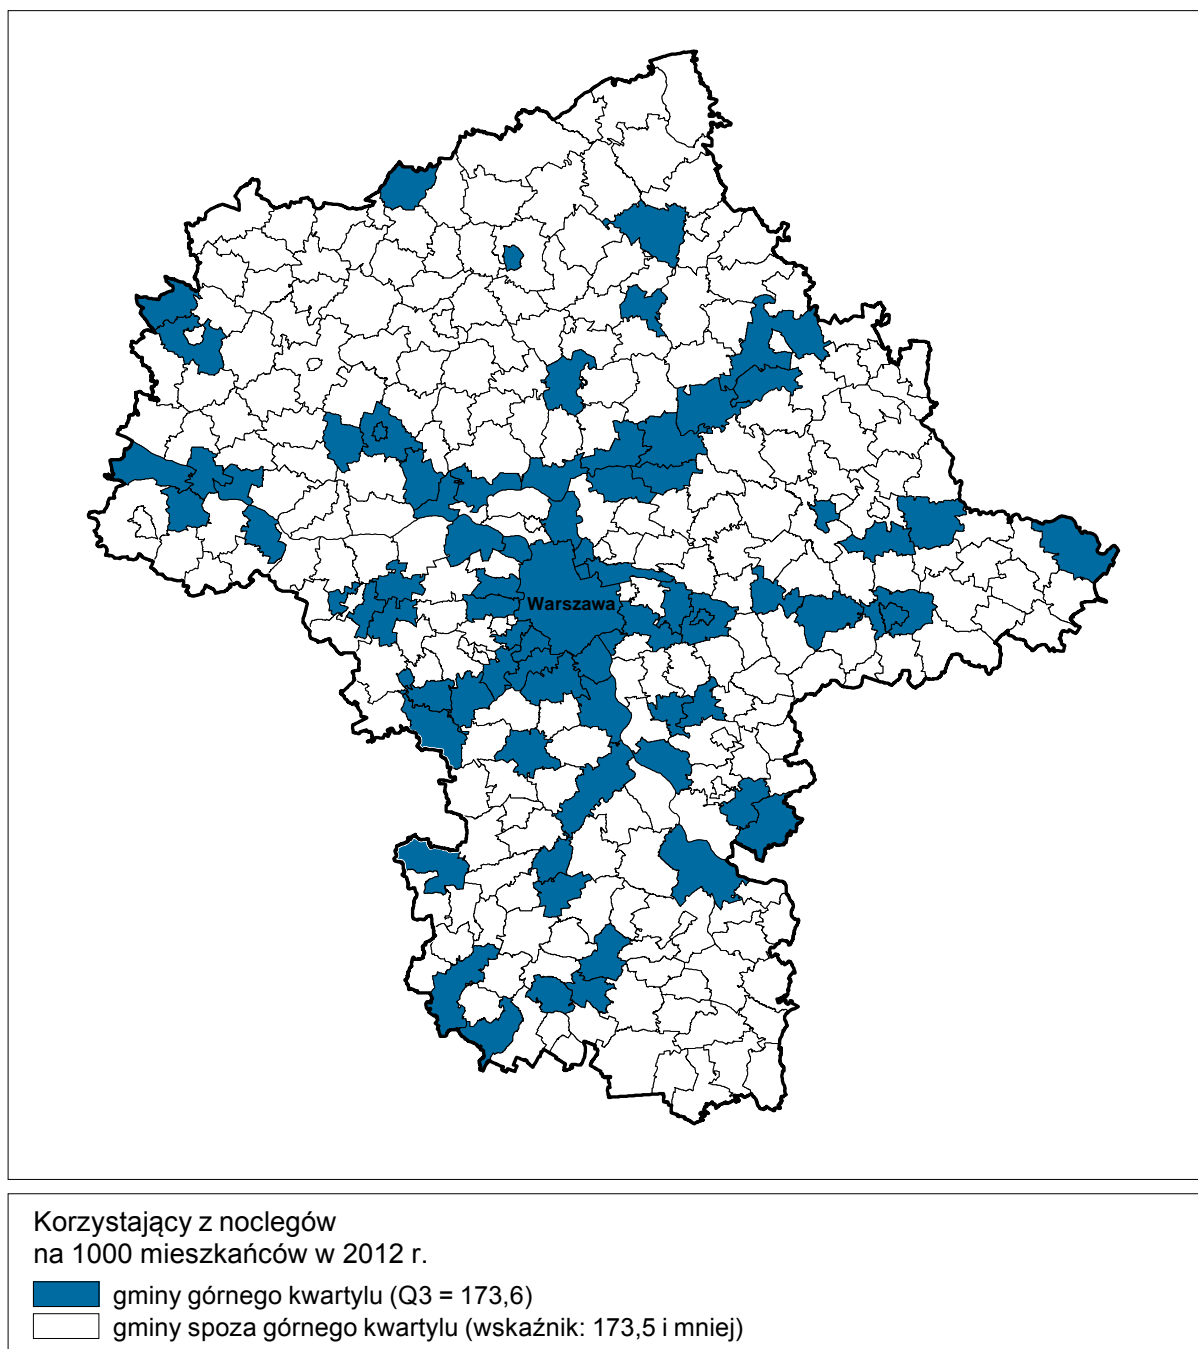 Warszawa
Korzystający z noclegów
na 1000 mieszkańców w 2012 r.
gminy górnego kwartylu (Q3 = 173,6)
gminy spoza górnego kwartylu (wskaźnik: 173,5 i mniej)